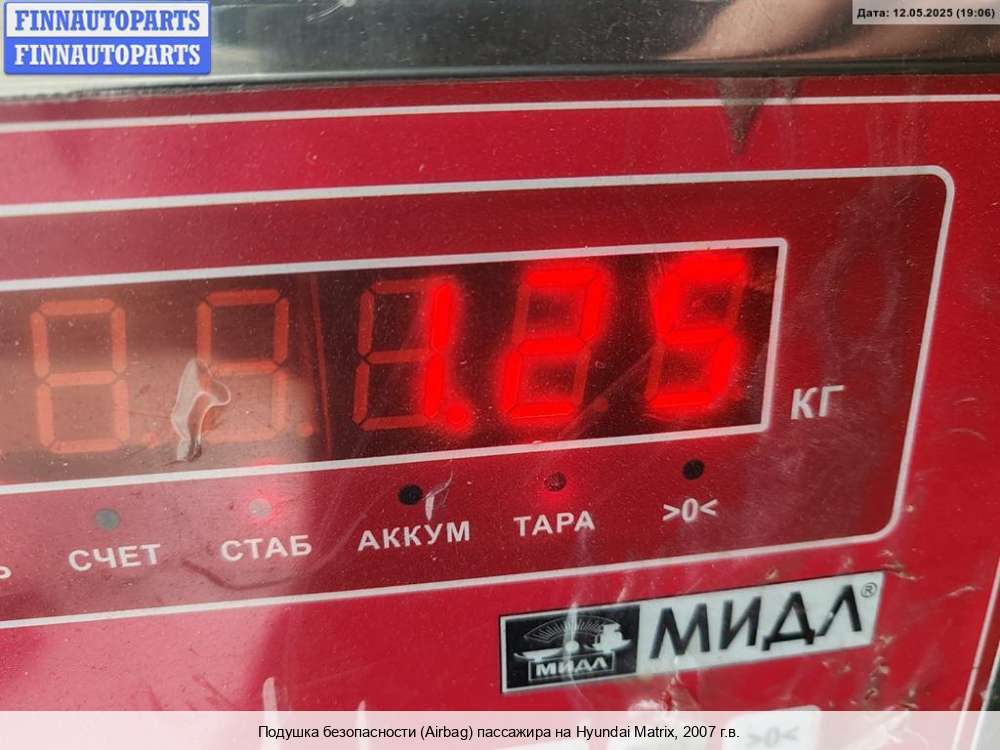 FINNAUTOPARTS
FINNAUTOPARTS
Дата: 12.05.2025 (19:06)
1.25
КГ
СЧЕТ
СТАБ
АККУМ
ТАРА
>0<
МИДЛ
МИДЛ®
>0<
Подушка безопасности (Airbag) пассажира на Hyundai Matrix, 2007 г.в.